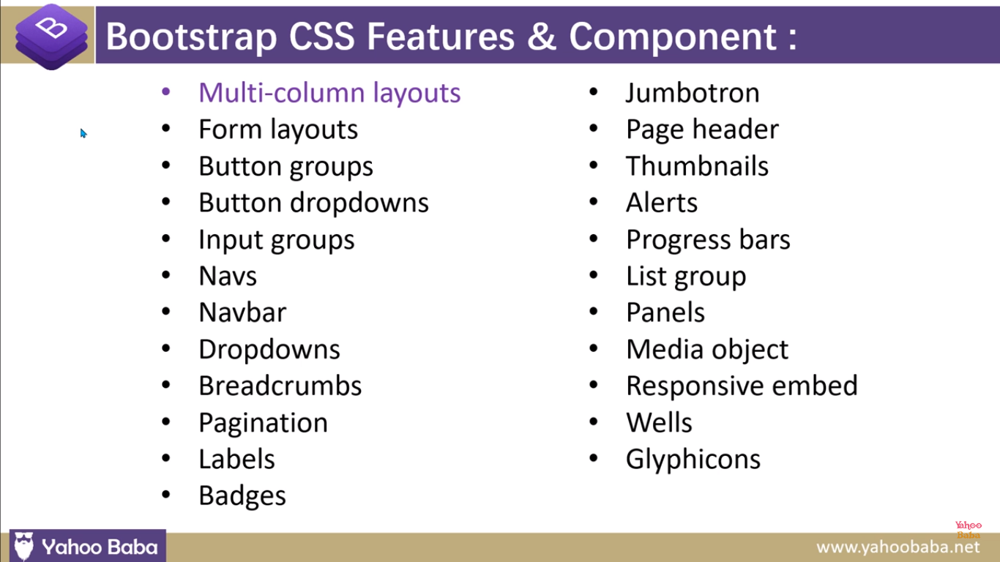 B
Bootstrap CSS Features & Component :
• Multi-column layouts
• Form layouts
• Button groups
• Button dropdowns
• Input groups
• Navs
• Navbar
• Dropdowns
• Breadcrumbs
• Pagination
• Labels
• Badges
• Jumbotron
• Page header
• Thumbnails
• Alerts
• Progress bars
• List group
• Panels
• Media object
• Responsive embed
• Wells
• Glyphicons
Yahoo
Baba
Yahoo Baba
www.yahoobaba.net